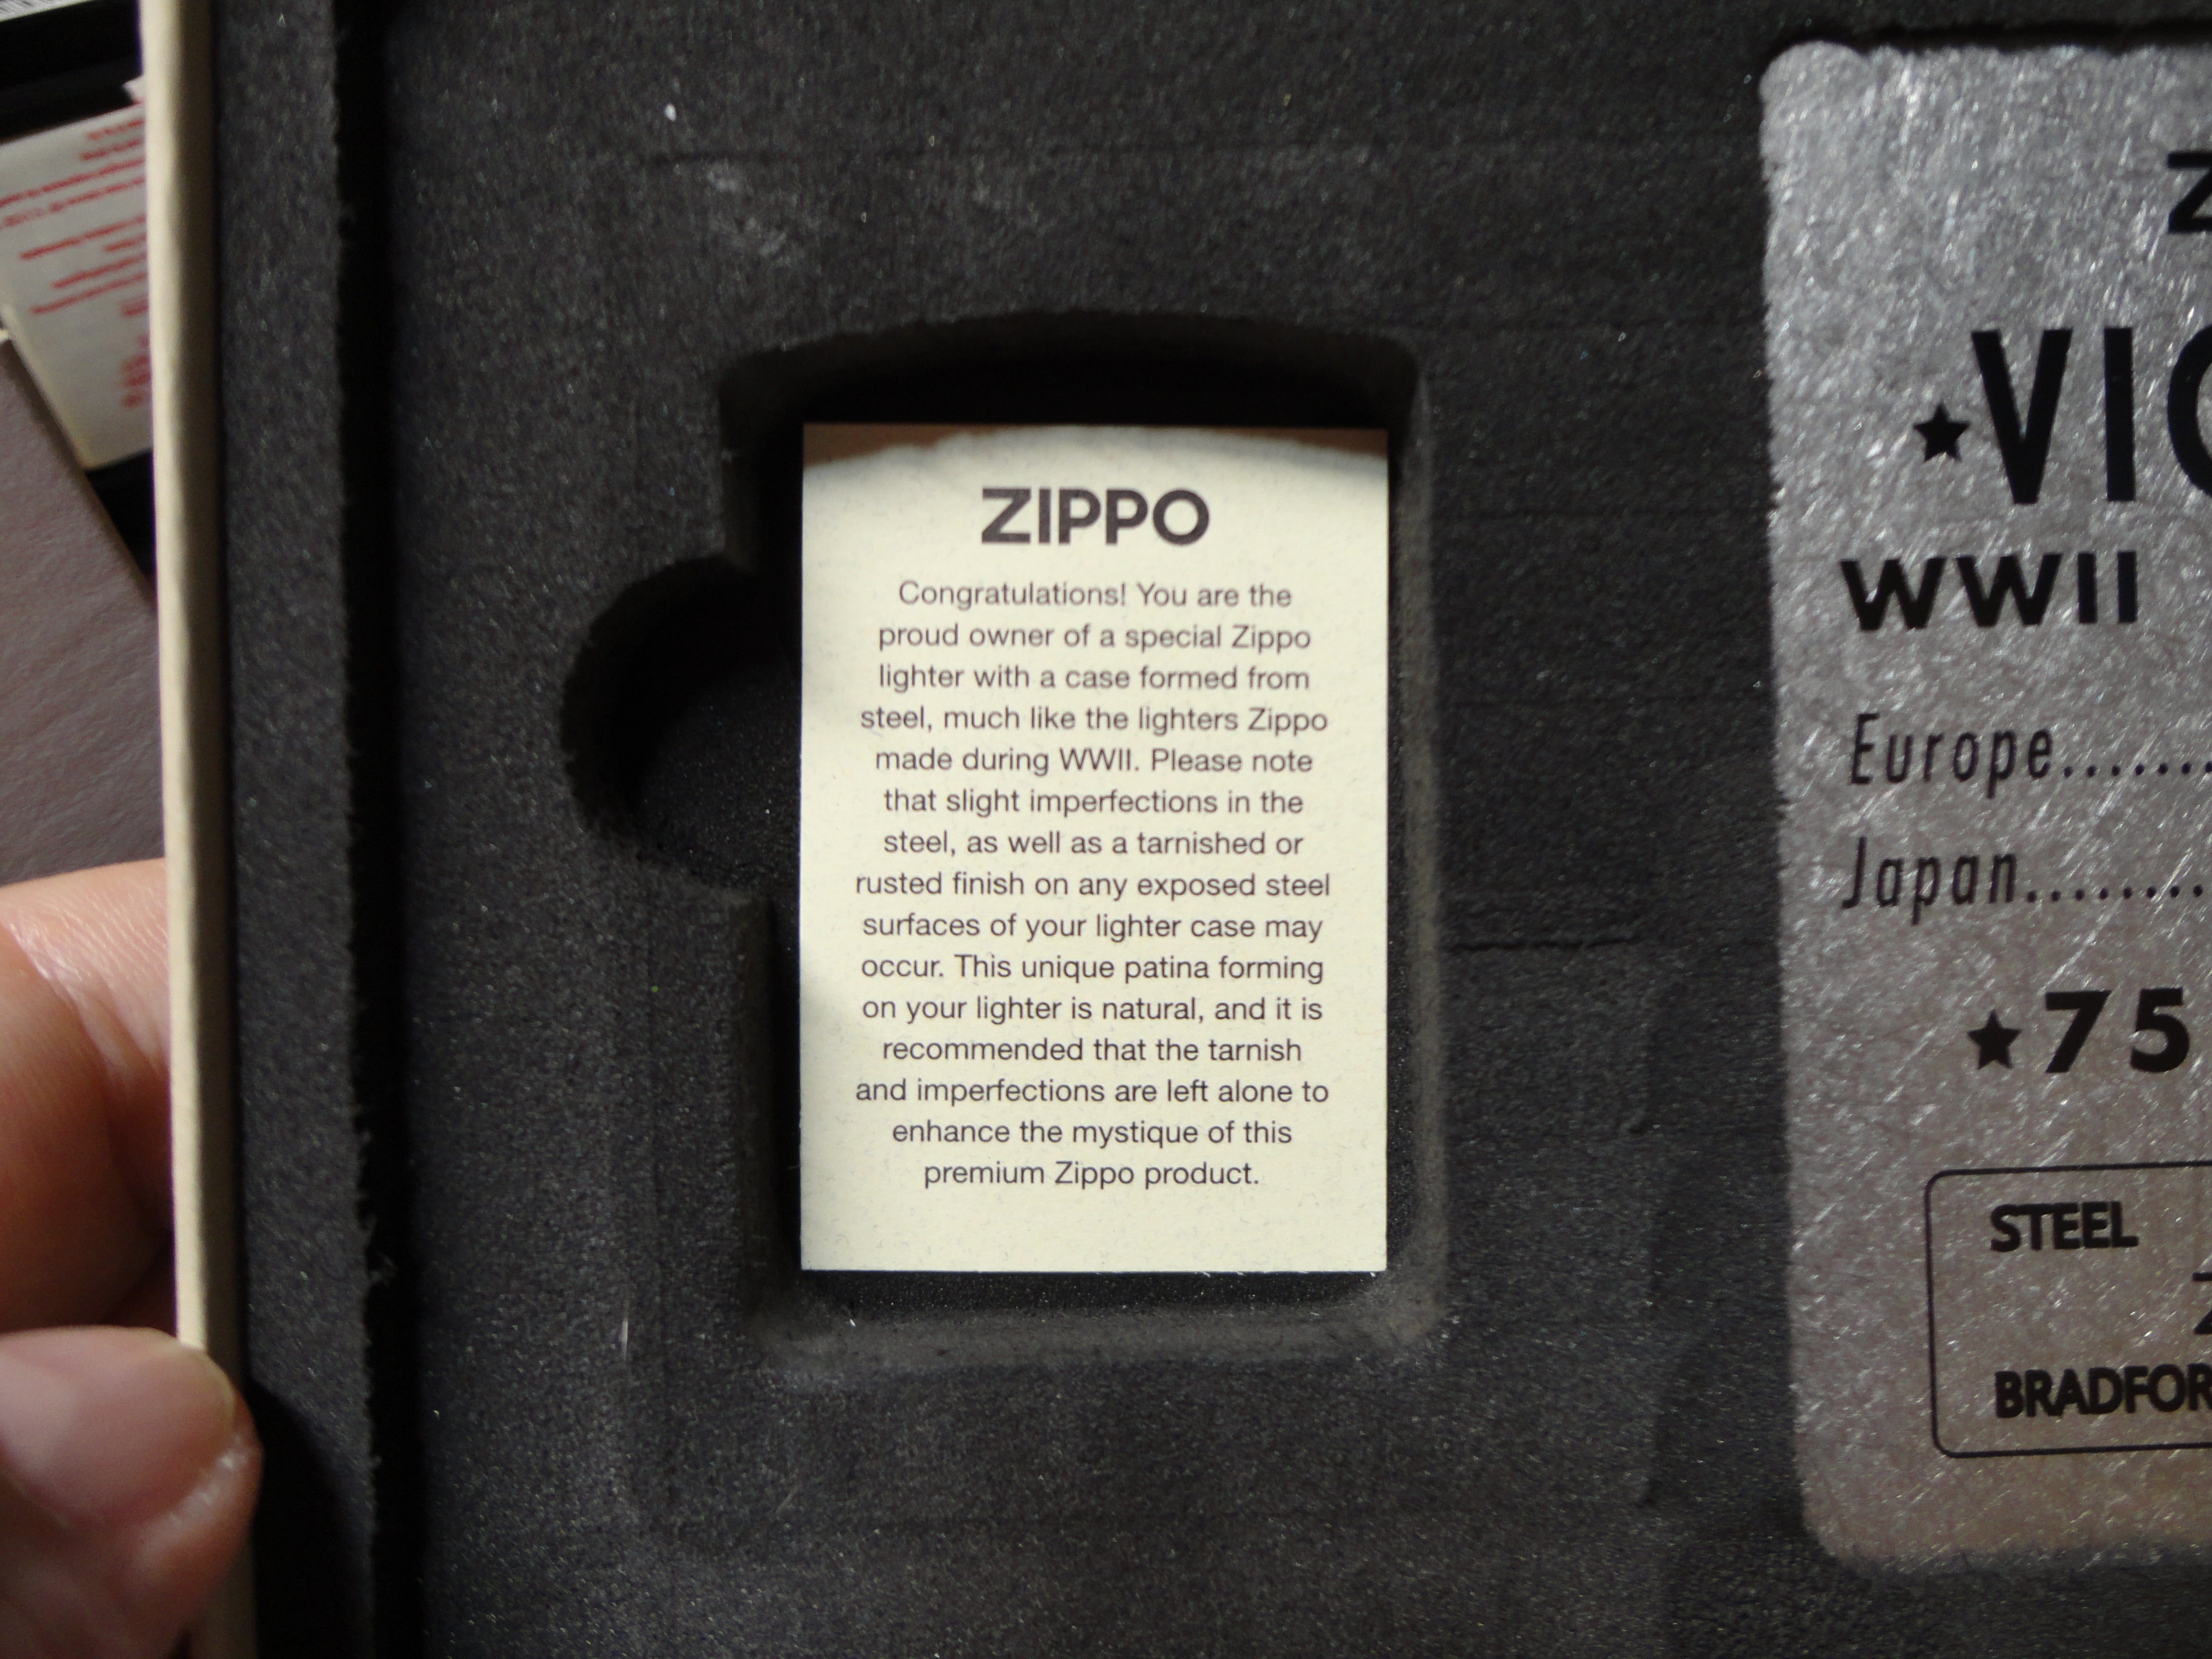 ZIPPO
Congratulations! You are the
proud owner of a special Zippo
lighter with a case formed from
steel, much like the lighters Zippo
made during WWII. Please note
that slight imperfections in the
steel, as well as a tarnished or
rusted finish on any exposed steel
surfaces of your lighter case may
occur. This unique patina forming
on your lighter is natural, and it is
recommended that the tarnish
and imperfections are left alone to
enhance the mystique of this
premium Zippo product.
Z
★VIC
WWII
Europe.......
Japan........
★75
STEEL
Z
BRADFOR